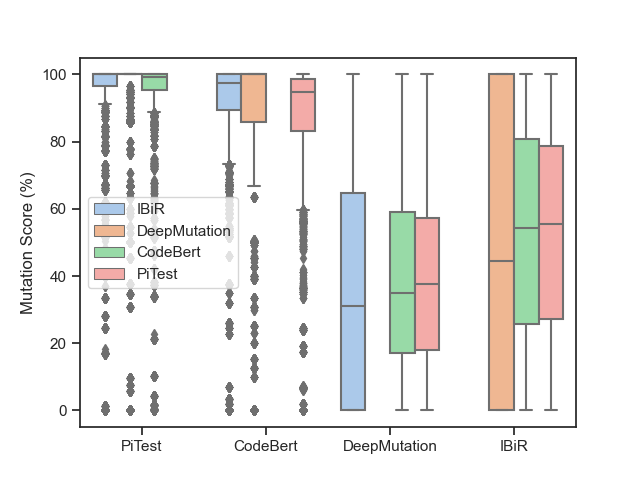 Mutation Score (%)
100
80
60
40
20
0
IBiR
DeepMutation
CodeBert
PiTest
PiTest
CodeBert
DeepMutation
IBiR